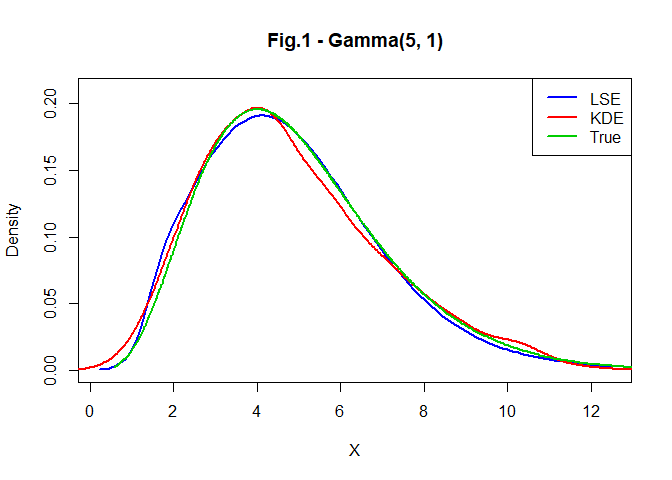 Fig.1 - Gamma(5, 1)
LSE
KDE
True
Density
0.20
0.15
0.10
0.05
0.00
0 2 4 6 8 10 12
X